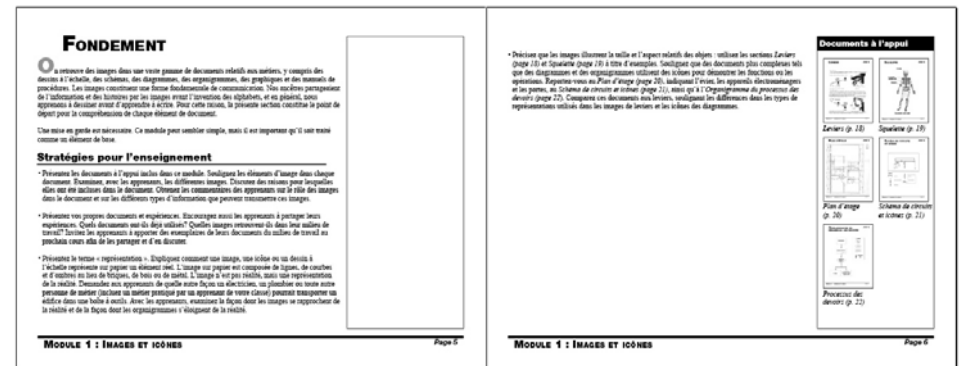 FONDEMENT
On retrouve des images dans une vaste gamme de documents relatifs aux métiers, y compris des
dessins à l'échelle, des schémas, des diagrammes, des organigrammes, des graphiques et des manuels de
procédures. Les images constituent une forme fondamentale de communication. Nos ancêtres partageaient
de l'information et des histoires par les images avant l'invention des alphabets, et en général, nous
apprenons à dessiner avant d'apprendre à écrire. Pour cette raison, la présente section constitue le point de
départ pour la compréhension de chaque élément de document.
Une mise en garde est nécessaire. Ce module peut sembler simple, mais il est important qu'il soit traité
comme un élément de base.
Stratégies pour l'enseignement
• Présentez les documents à l'appui inclus dans ce module. Soulignez les éléments d'image dans chaque
document. Examinez, avec les apprenants, les différentes images. Discutez des raisons pour lesquelles
elles ont été incluses dans le document. Obtenez les commentaires des apprenants sur le rôle des images
dans le document et sur les différents types d'information que peuvent transmettre ces images.
• Présentez vos propres documents et expériences. Encouragez aussi les apprenants à partager leurs
expériences. Quels documents ont-ils déjà utilisés? Quelles images retrouvent-ils dans leur milieu de
travail? Invitez les apprenants à apporter des exemplaires de leurs documents du milieu de travail au
prochain cours afin de les partager et d'en discuter.
• Présentez le terme « représentation ». Expliquez comment une image, une icône ou un dessin à
l'échelle représente sur papier un élément réel. L'image sur papier est composée de lignes, de courbes
et d'ombres au lieu de briques, de bois ou de métal. L'image n'est pas réalité, mais une représentation
de la réalité. Demandez aux apprenants de quelle autre façon un électricien, un plombier ou toute autre
personne de métier (incluez un métier pratiqué par un apprenant de votre classe) pourrait transporter un
édifice dans une boîte à outils. Avec les apprenants, examinez la façon dont les images se rapprochent de
la réalité et de la façon dont les organigrammes s'éloignent de la réalité.
MODULE 1 : IMAGES ET ICÔNES
Page 5
• Précisez que les images illustrent la taille et l'aspect relatifs des objets : utilisez les sections Leviers
(page 18) et Squelette (page 19) à titre d'exemples. Soulignez que des documents plus complexes tels
que des diagrammes et des organigrammes utilisent des icônes pour démontrer les fonctions ou les
opérations. Reportez-vous au Plan d'étage (page 20), indiquant l'évier, les appareils électroménagers
et les portes, au Schéma de circuits et icônes (page 21), ainsi qu'à l'Organigramme du processus des
devoirs (page 22). Comparez ces documents aux leviers, soulignant les différences dans les types de
représentations utilisés dans les images de leviers et les diagrammes.
Documents à l'appui
Leviers (p. 18)
Squelette (p. 19)
Plan d'étage
(p. 20)
Schéma de circuits
et icônes (p. 21)
Processus des
devoirs (p. 22)
MODULE 1 : IMAGES ET ICÔNES
Page 6